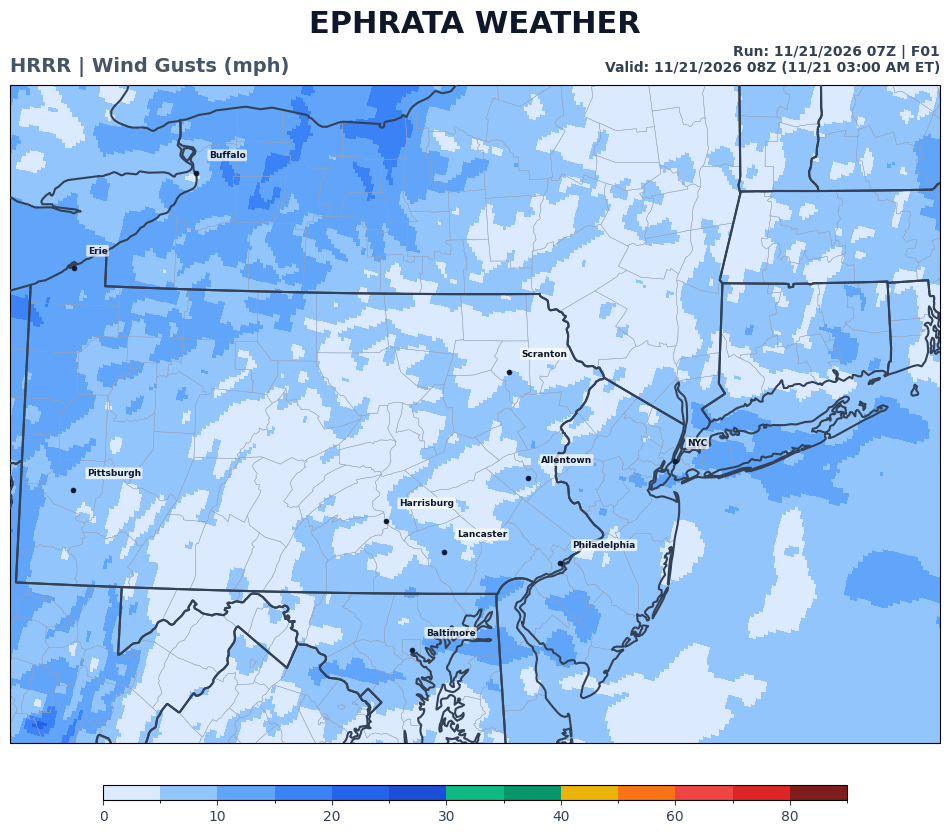 EPHRATA WEATHER
HRRR | Wind Gusts (mph)
Run: 11/21/2026 07Z | F01
Valid: 11/21/2026 08Z (11/21 03:00 AM ET)
Buffalo
Erie
Scranton
NYC
Allentown
Pittsburgh
Harrisburg
Lancaster
Philadelphia
Baltimore
0 10 20 30 40 60 80